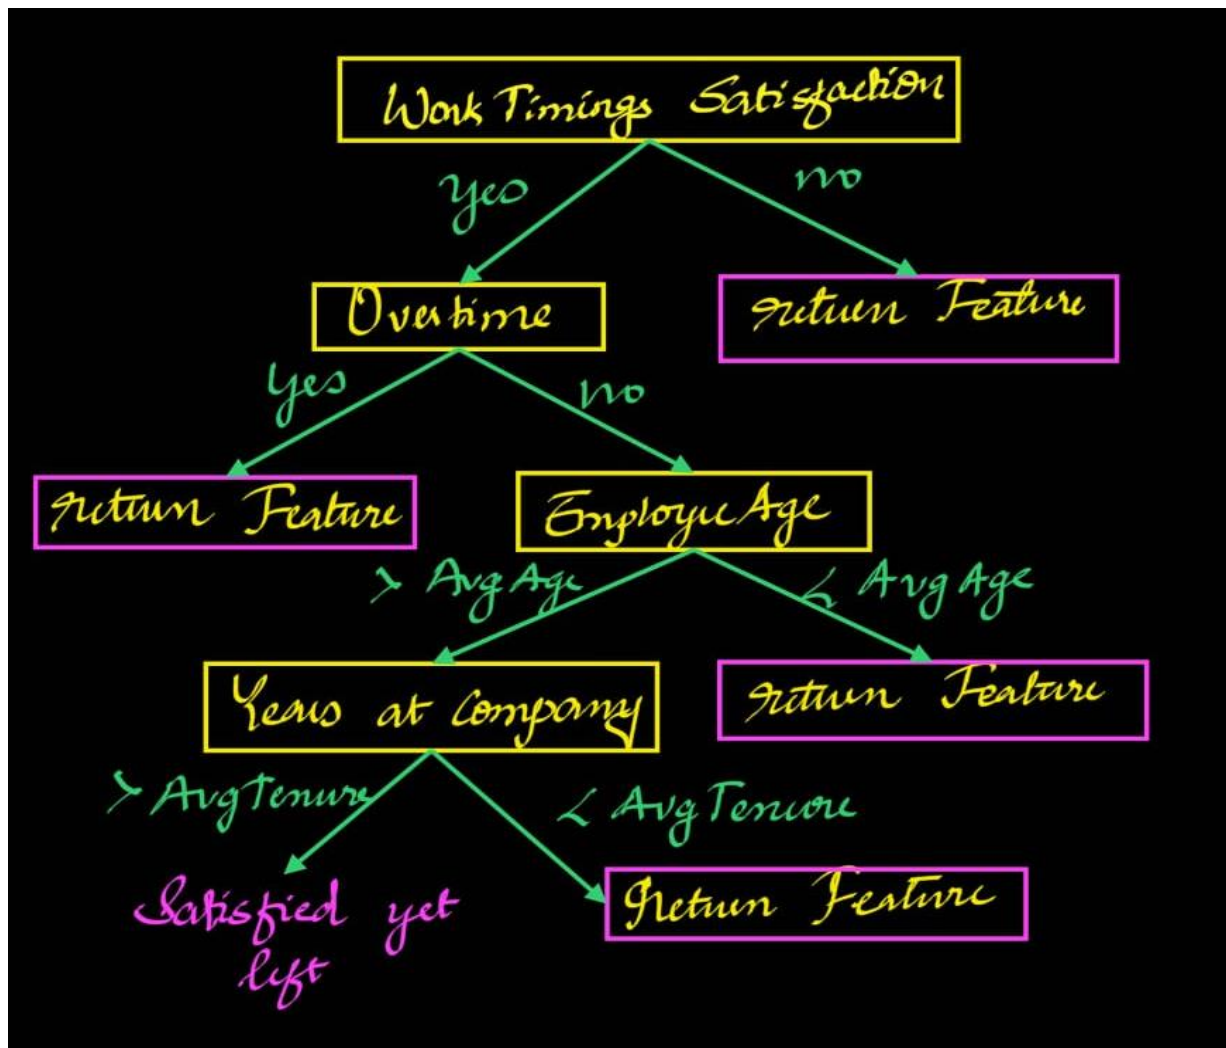 Work Timings Satisfaction
Yes
no
Overtime
return Feature
Yes
no
return Feature
Employee Age
> Avg Age
< Avg Age
Years at company
return Feature
> Avg Tenure
< Avg Tenure
Satisfied yet
left
Return Feature